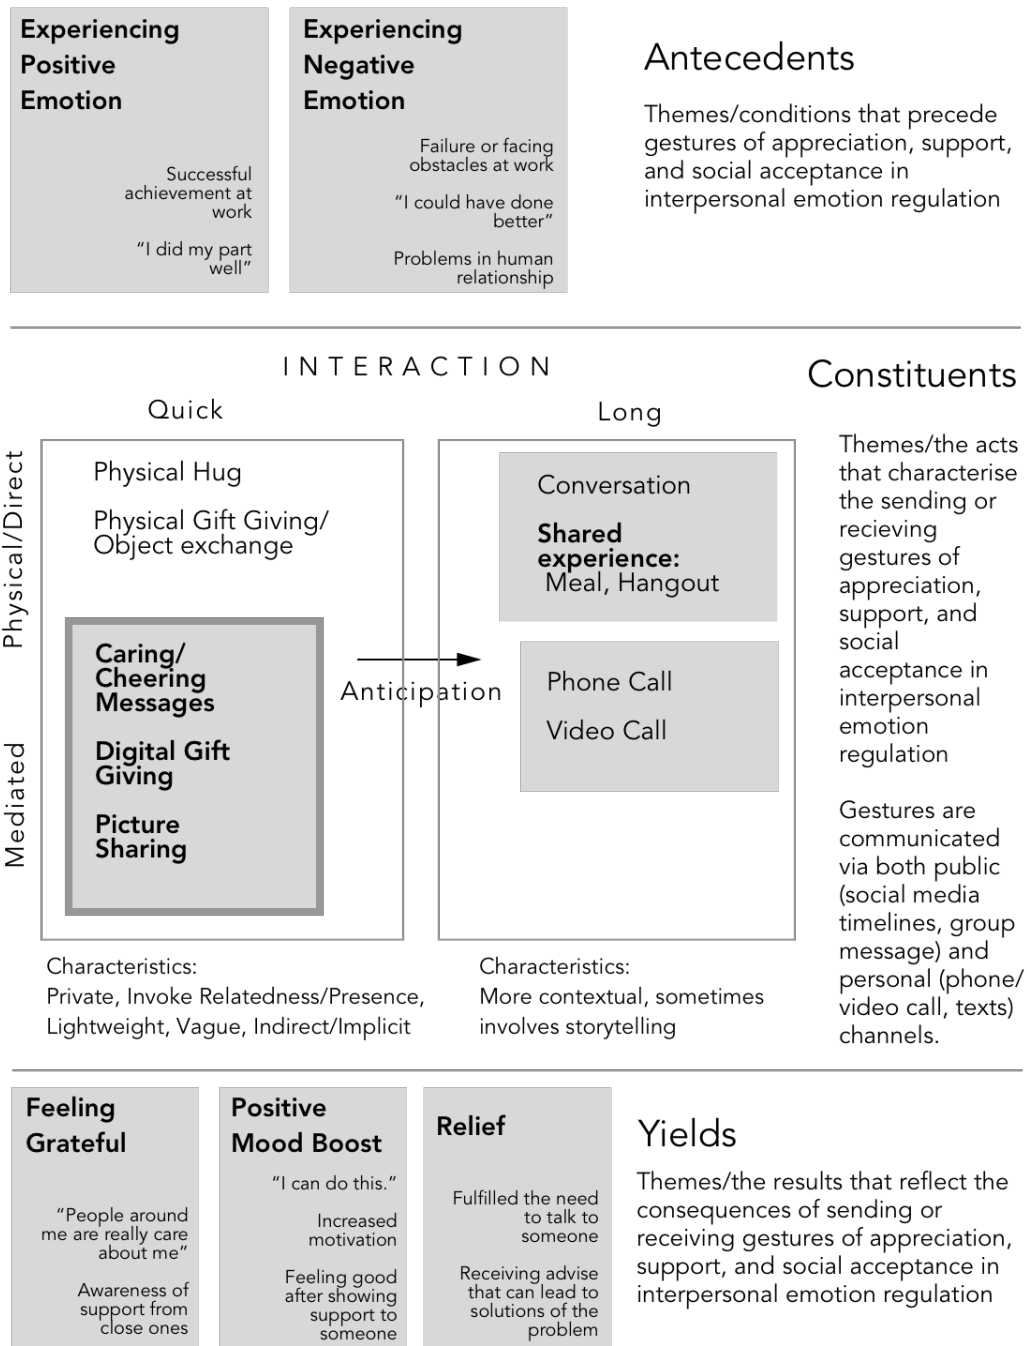 Experiencing
Positive
Emotion
Successful
achievement at
work
“I did my part
well”
Experiencing
Negative
Emotion
Failure or facing
obstacles at work
“I could have done
better”
Problems in human
relationship
Antecedents
Themes/conditions that precede
gestures of appreciation, support,
and social acceptance in
interpersonal emotion regulation
INTERACTION
Quick
Long
Physical/Direct
Mediated
Physical Hug
Physical Gift Giving/
Object exchange
Caring/
Cheering
Messages
Digital Gift
Giving
Picture
Sharing
Anticipation
Conversation
Shared
experience:
Meal, Hangout
Phone Call
Video Call
Characteristics:
Private, Invoke Relatedness/Presence,
Lightweight, Vague, Indirect/Implicit
Characteristics:
More contextual, sometimes
involves storytelling
Constituents
Themes/the acts
that characterise
the sending or
recieving
gestures of
appreciation,
support, and
social
acceptance in
interpersonal
emotion
regulation
Gestures are
communicated
via both public
(social media
timelines, group
message) and
personal (phone/
video call, texts)
channels.
Feeling
Grateful
“People around
me are really care
about me”
Awareness of
support from
close ones
Positive
Mood Boost
“I can do this.”
Increased
motivation
Feeling good
after showing
support to
someone
Relief
Fulfilled the need
to talk to
someone
Receiving advise
that can lead to
solutions of the
problem
Yields
Themes/the results that reflect the
consequences of sending or
receiving gestures of appreciation,
support, and social acceptance in
interpersonal emotion regulation